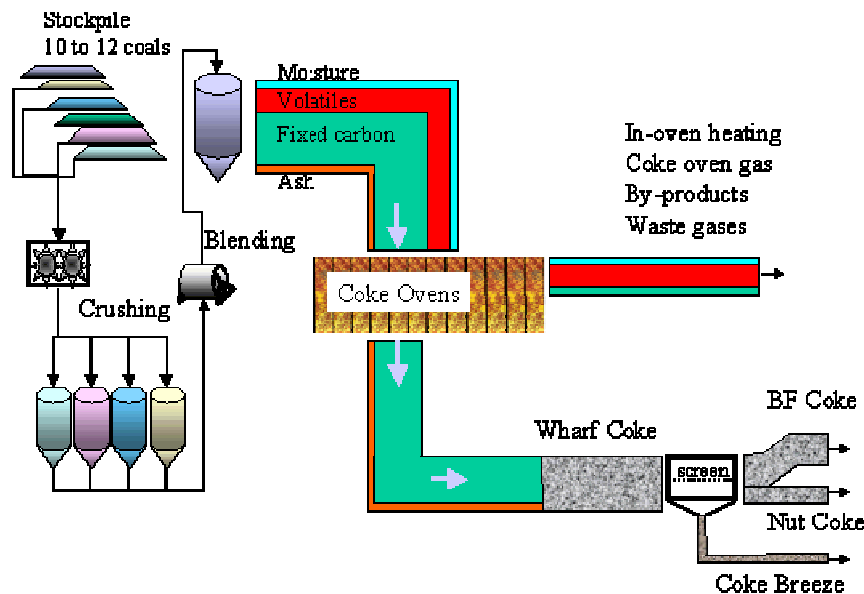 Stockpile
10 to 12 coals
Moisture
Volatiles
Fixed carbon
Ash
In-oven heating
Coke oven gas
By-products
Waste gases
Blending
Coke Ovens
Crushing
BF Coke
Wharf Coke
screen
Nut Coke
Coke Breeze